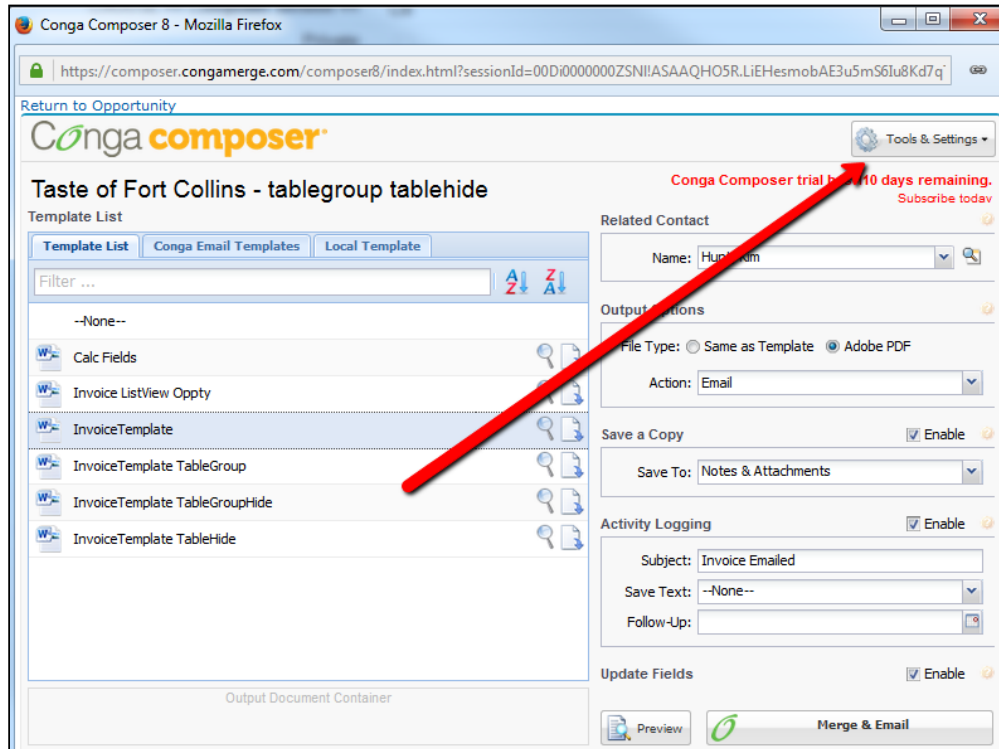 Conga Composer 8 - Mozilla Firefox
https://composer.congamerge.com/composer8/index.html?sessionId=00Di0000000ZSNI!ASAAQHO5R.LiEHesmobAE3u5mS6Iu8Kd7q
Return to Opportunity
Conga composer
Tools & Settings
Taste of Fort Collins - tablegroup tablehide
Conga Composer trial 10 days remaining.
Subscribe today
Template List
Template List
Conga Email Templates
Local Template
Filter ...
--None--
Calc Fields
Invoice ListView Oppty
InvoiceTemplate
InvoiceTemplate TableGroup
InvoiceTemplate TableGroupHide
InvoiceTemplate TableHide
Output Document Container
Related Contact
Name:
Output Options
File Type: Same as Template Adobe PDF
Action: Email
Save a Copy Enable
Save To: Notes & Attachments
Activity Logging Enable
Subject: Invoice Emailed
Save Text: --None--
Follow-Up:
Update Fields Enable
Preview
Merge & Email